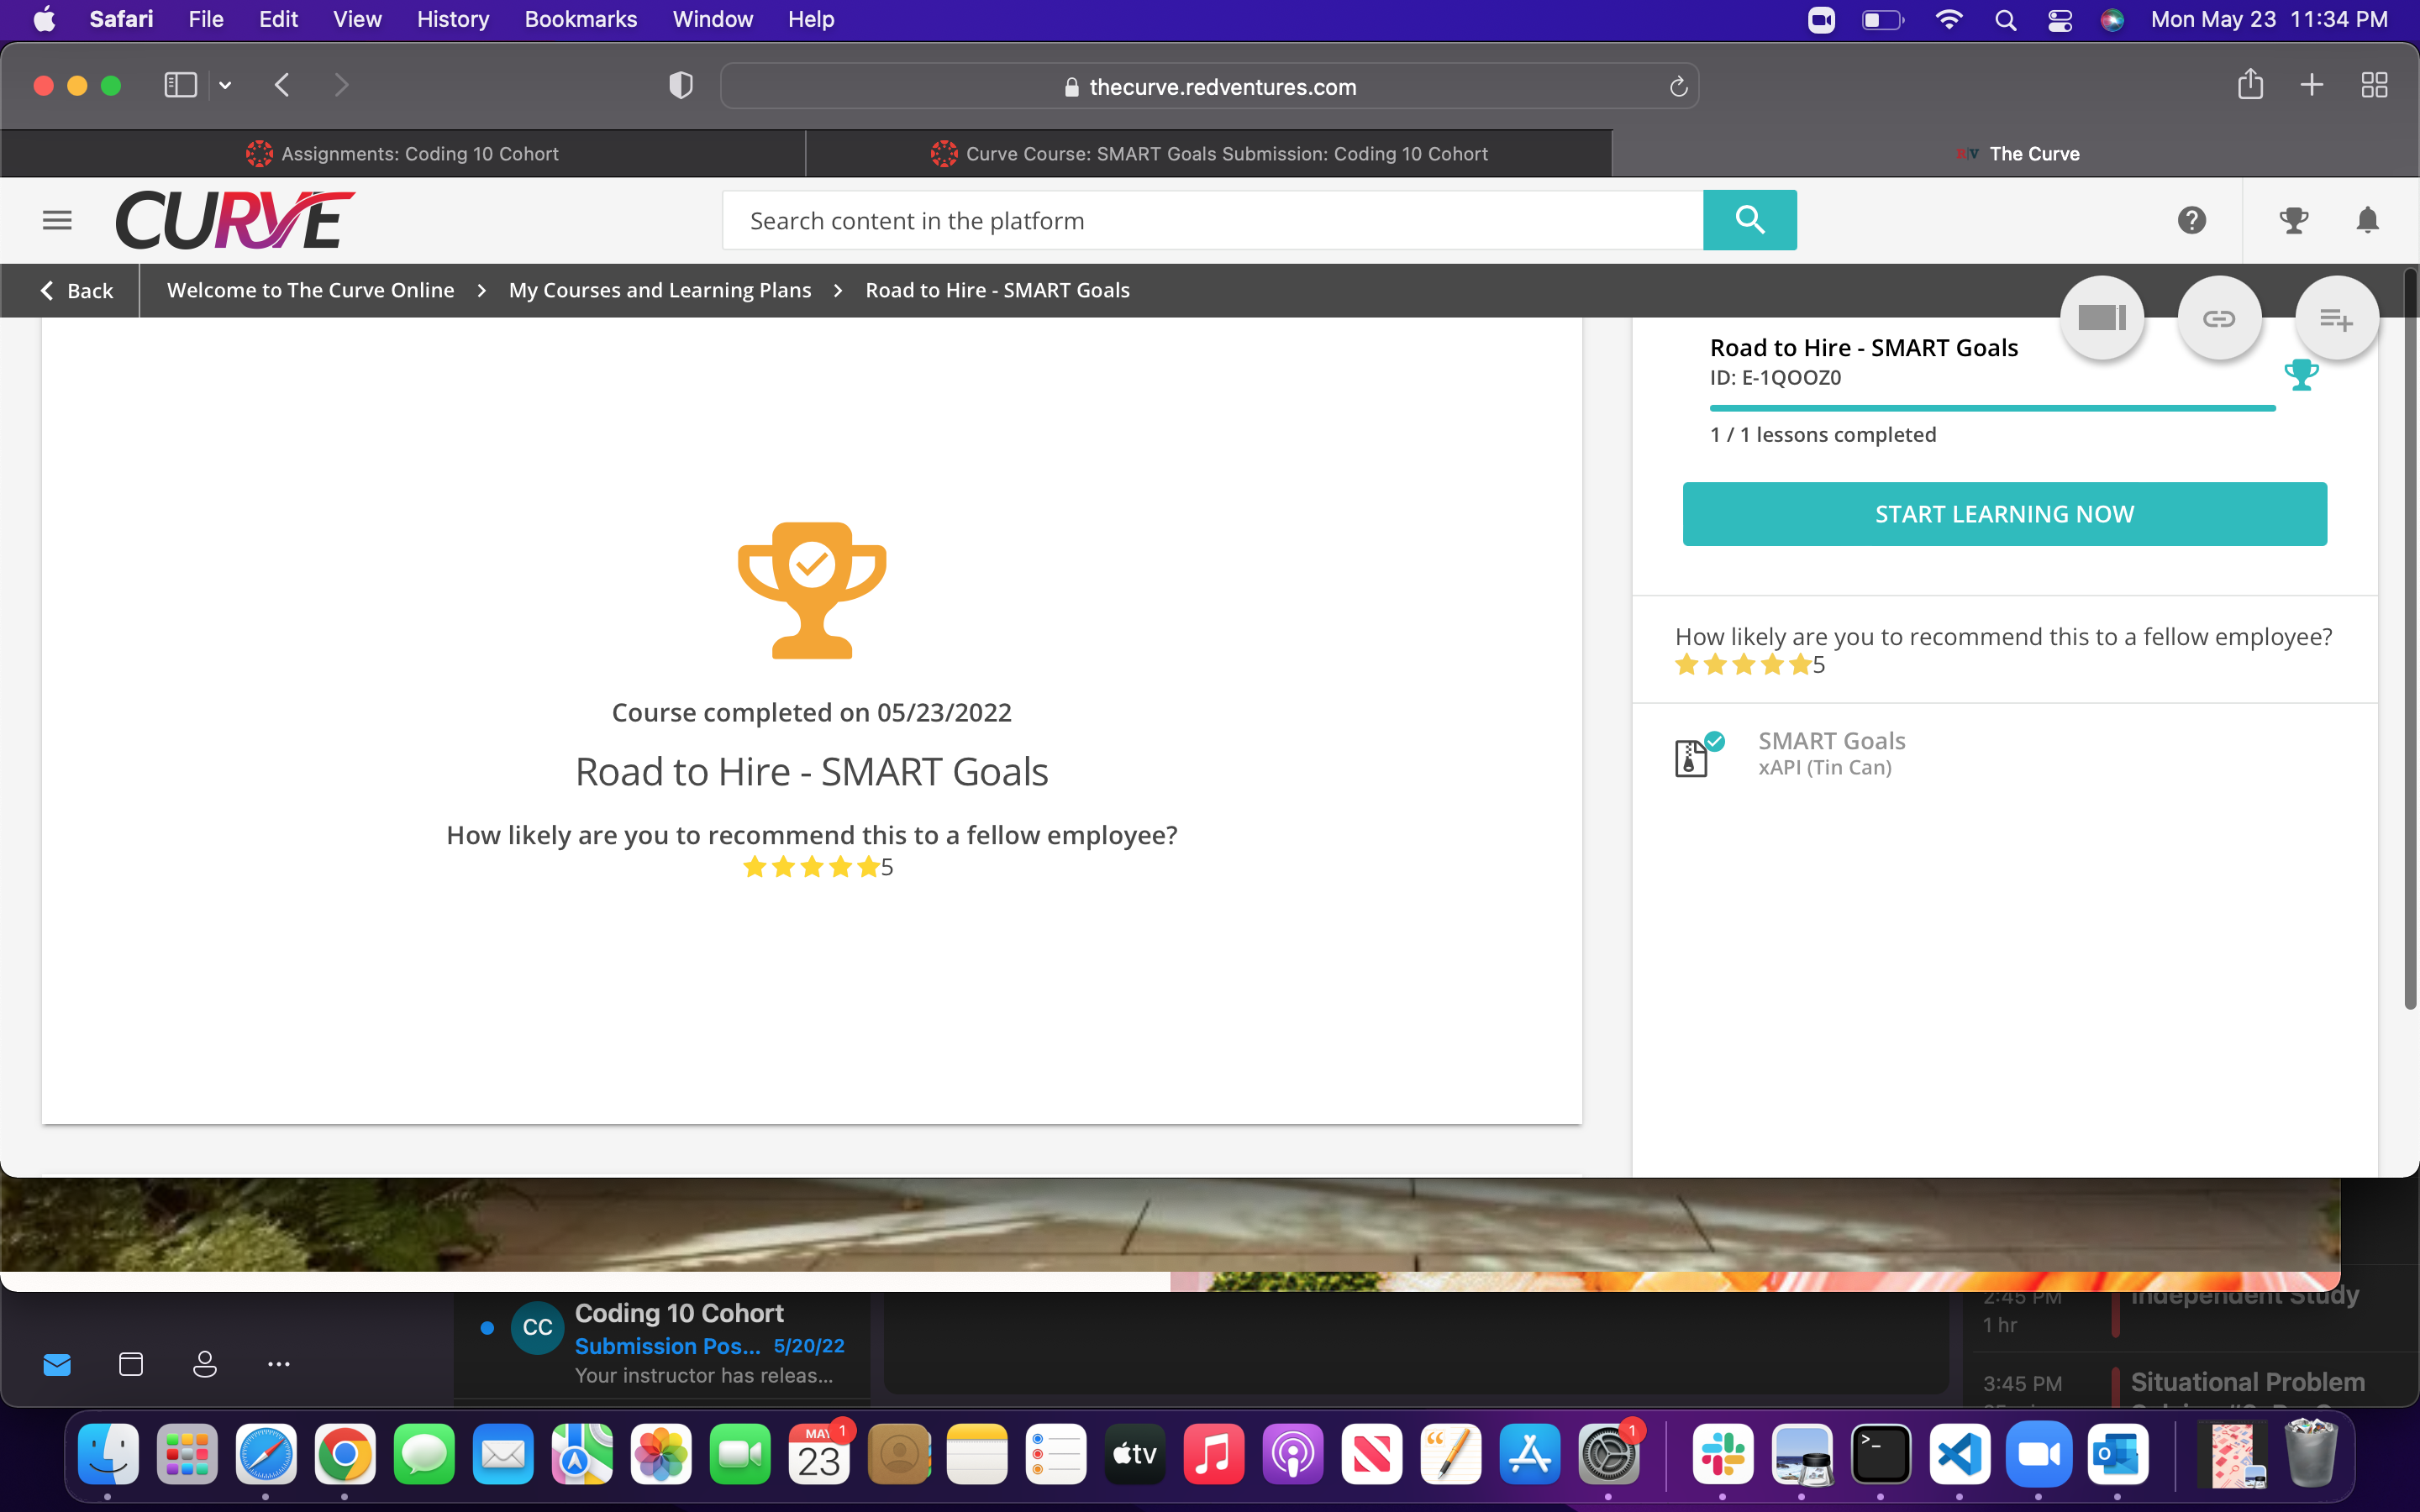 Safari File Edit View History Bookmarks Window Help Mon May 23 11:34 PM
thecurve.redventures.com
Assignments: Coding 10 Cohort
Curve Course: SMART Goals Submission: Coding 10 Cohort
R|V The Curve
CURVE
Search content in the platform
Back
Welcome to The Curve Online > My Courses and Learning Plans > Road to Hire - SMART Goals
Course completed on 05/23/2022
Road to Hire - SMART Goals
How likely are you to recommend this to a fellow employee?
5
Road to Hire - SMART Goals
ID: E-1QOOZ0
1 / 1 lessons completed
START LEARNING NOW
How likely are you to recommend this to a fellow employee?
5
SMART Goals
xAPI (Tin Can)
CC
Coding 10 Cohort
Submission Pos... 5/20/22
Your instructor has releas...
2:45 PM Independent Study
1 hr
3:45 PM Situational Problem
MAY 1
23
tv
1